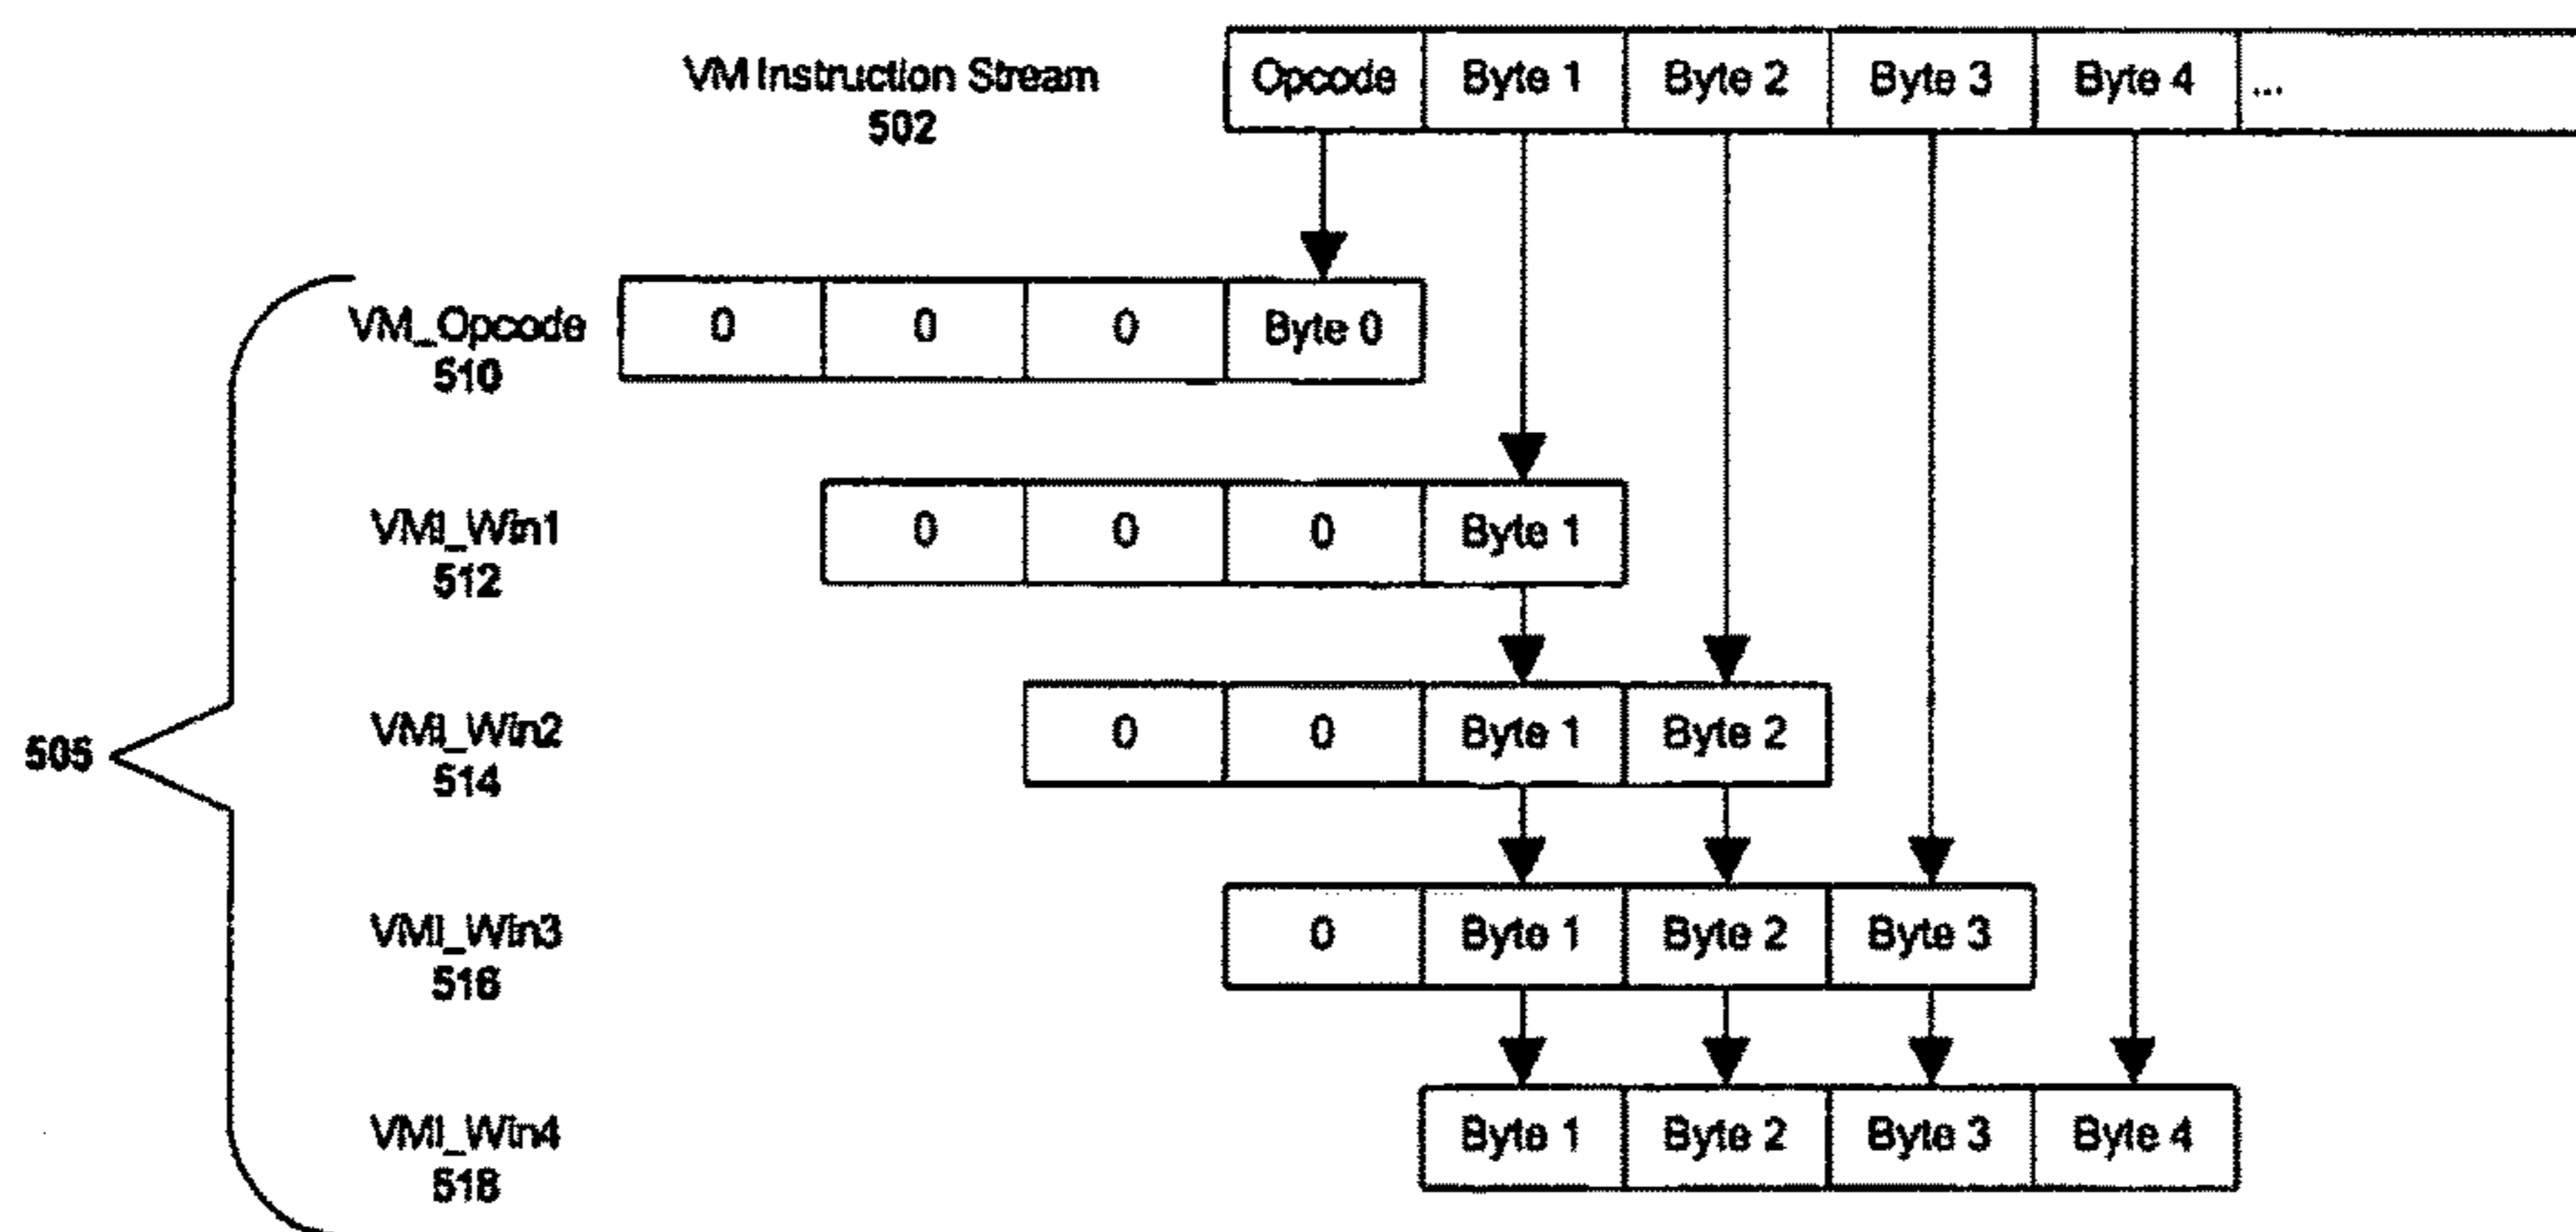 VM Instruction Stream
502
Opcode Byte 1 Byte 2 Byte 3 Byte 4 ...
VM_Opcode
510
0 0 0 Byte 0
VMI_Win1
512
0 0 0 Byte 1
VMI_Win2
514
0 0 Byte 1 Byte 2
505
VMI_Win3
516
0 Byte 1 Byte 2 Byte 3
VMI_Win4
518
Byte 1 Byte 2 Byte 3 Byte 4